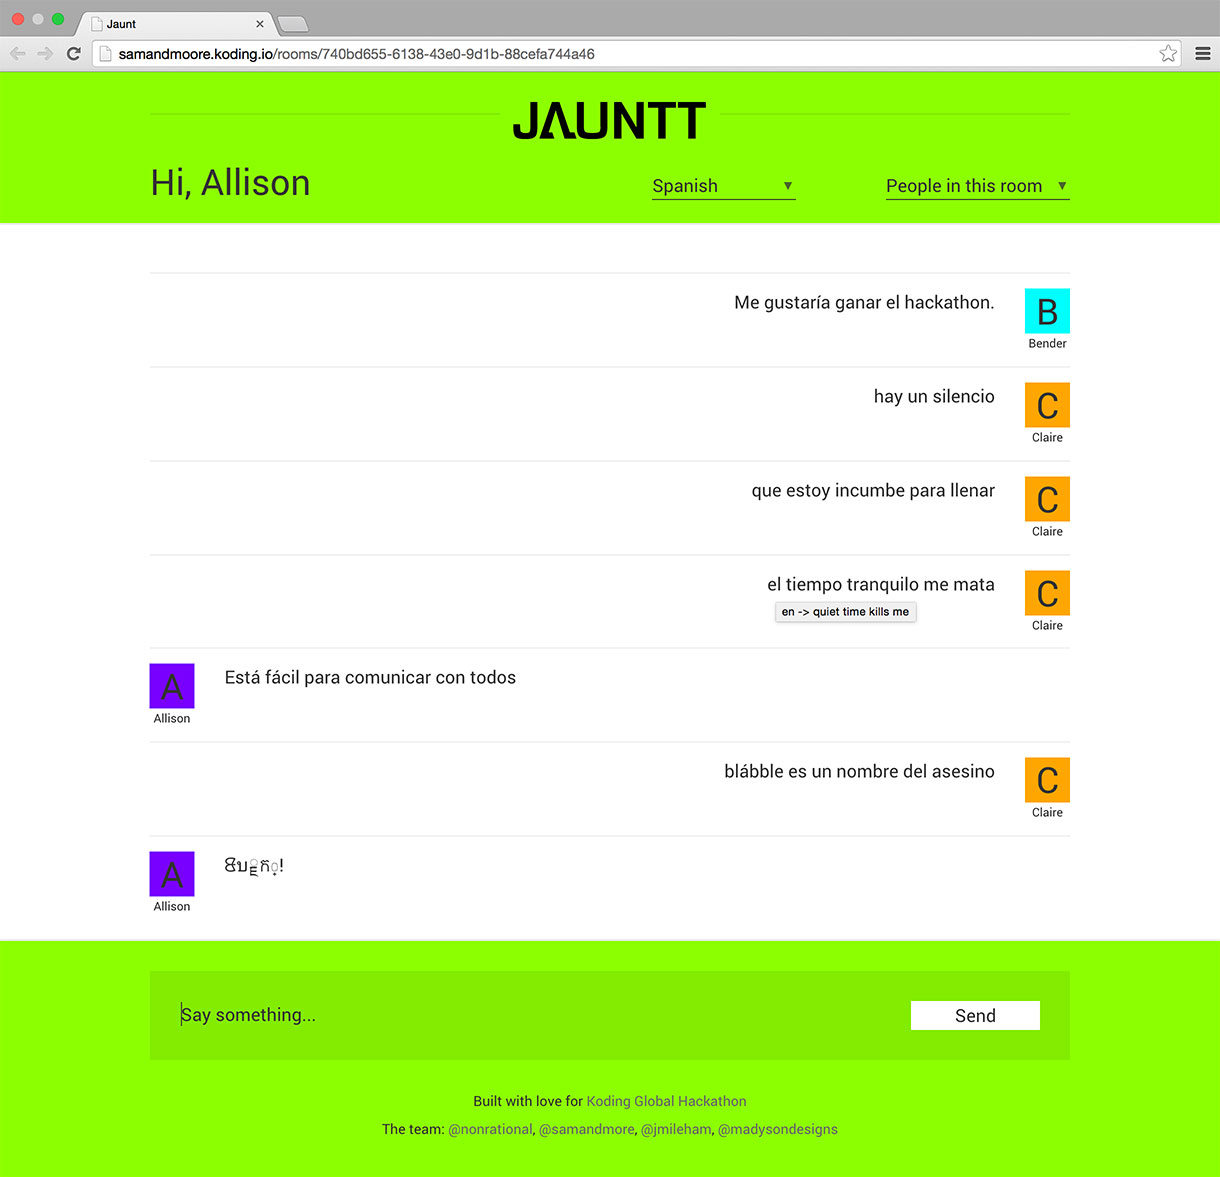 Jaunt
samandmoore.koding.io/rooms/740bd655-6138-43e0-9d1b-88cefa744a46
JAUNTT
Hi, Allison
Spanish
People in this room
Me gustaría ganar el hackathon.
B
Bender
hay un silencio
C
Claire
que estoy incumbe para llenar
C
Claire
el tiempo tranquilo me mata
en -> quiet time kills me
C
Claire
A
Está fácil para comunicar con todos
Allison
blábble es un nombre del asesino
C
Claire
A
Allison
Say something...
Send
Built with love for Koding Global Hackathon
The team: @nonrational, @samandmore, @jmileham, @madysondesigns